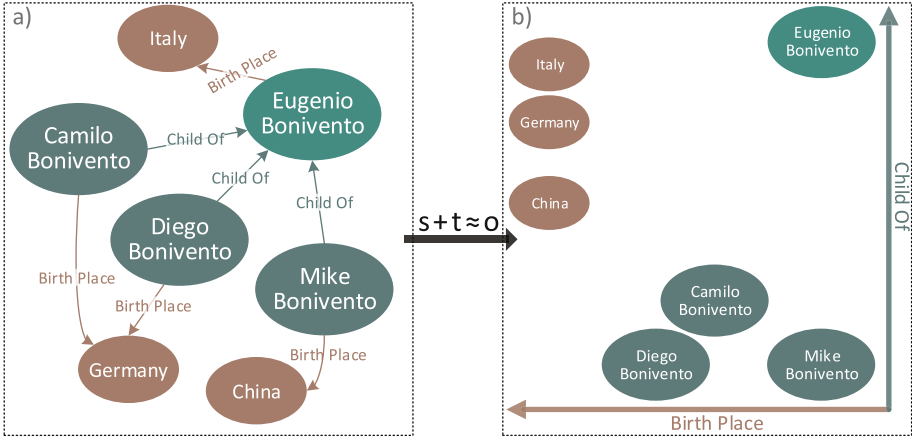 a)
Italy
Birth Place
Eugenio
Bonivento
Camilo
Bonivento
Child Of
Child Of
Child Of
Diego
Bonivento
Mike
Bonivento
Birth Place
Birth Place
Birth Place
Germany
China
s+t≈o
b)
Eugenio
Bonivento
Italy
Germany
China
Child Of
Camilo
Bonivento
Diego
Bonivento
Mike
Bonivento
Birth Place